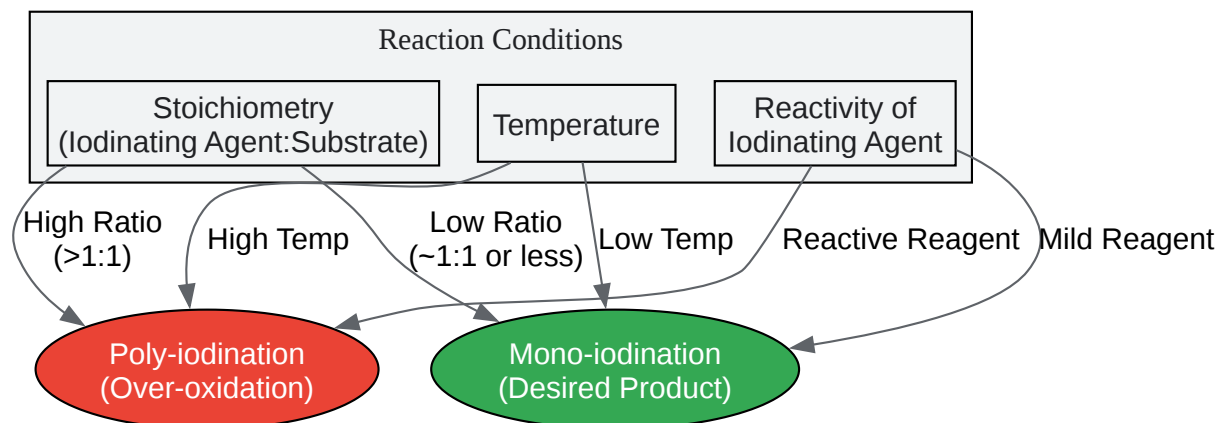 Reaction Conditions
Stoichiometry
(Iodinating Agent:Substrate)
Temperature
Reactivity of
Iodinating Agent
High Ratio
(>1:1)
High Temp
Low Ratio
(~1:1 or less)
Low Temp
Reactive Reagent
Mild Reagent
Poly-iodination
(Over-oxidation)
Mono-iodination
(Desired Product)